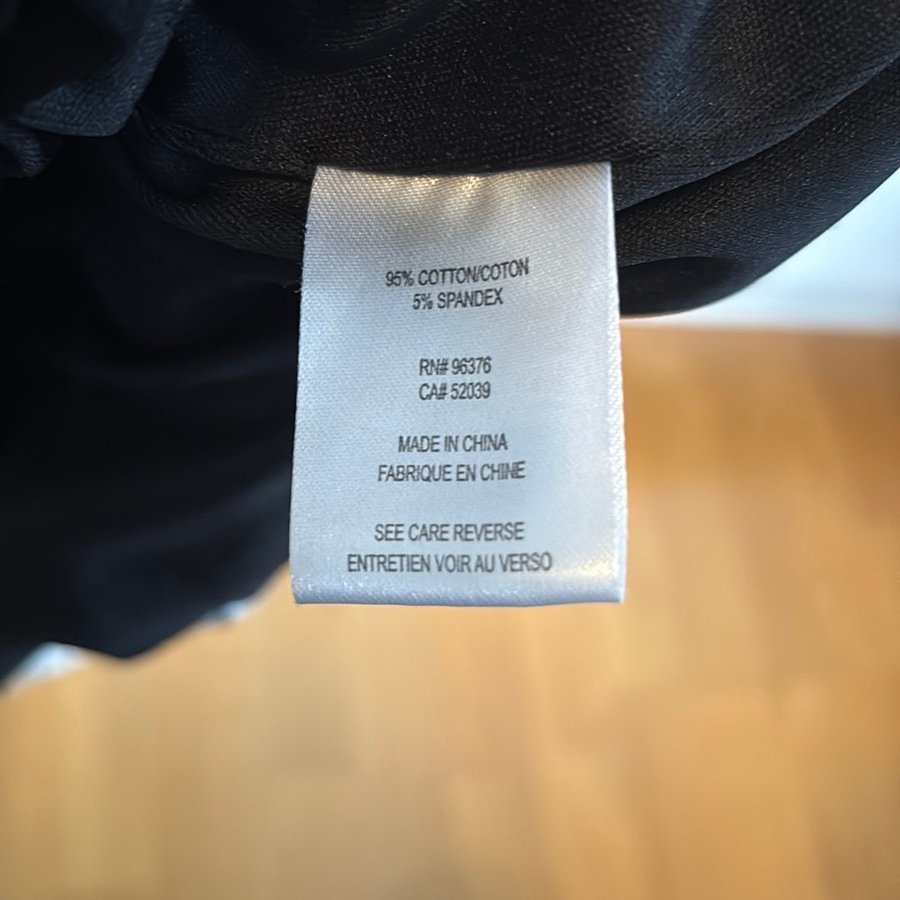 95% COTTON/COTON
5% SPANDEX
RN# 96376
CA# 52039
MADE IN CHINA
FABRIQUE EN CHINE
SEE CARE REVERSE
ENTRETIEN VOIR AU VERSO